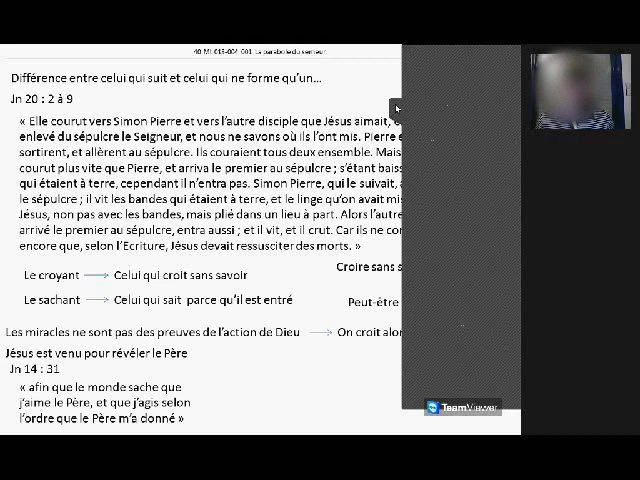 40 Mt 013-004 001 La parabole du semeur
Différence entre celui qui suit et celui qui ne forme qu'un...
Jn 20 : 2 à 9
« Elle courut vers Simon Pierre et vers l'autre disciple que Jésus aimait,
enlevé du sépulcre le Seigneur, et nous ne savons où ils l'ont mis. Pierre
sortirent, et allèrent au sépulcre. Ils couraient tous deux ensemble. Mais
courut plus vite que Pierre, et arriva le premier au sépulcre ; s'étant
qui étaient à terre, cependant il n'entra pas. Simon Pierre, qui le suivait,
le sépulcre ; il vit les bandes qui étaient à terre, et le linge qu'on avait
Jésus, non pas avec les bandes, mais plié dans un lieu à part. Alors l'autre
arrivé le premier au sépulcre, entra aussi ; et il vit, et il crut. Car ils ne
encore que, selon l'Ecriture, Jésus devait ressusciter des morts. »
Croire sans
Le croyant → Celui qui croit sans savoir
Le sachant → Celui qui sait parce qu'il est entré
Peut-être
Les miracles ne sont pas des preuves de l'action de Dieu → On croit
Jésus est venu pour révéler le Père
Jn 14 : 31
« afin que le monde sache que
j'aime le Père, et que j'agis selon
l'ordre que le Père m'a donné »
TeamViewer